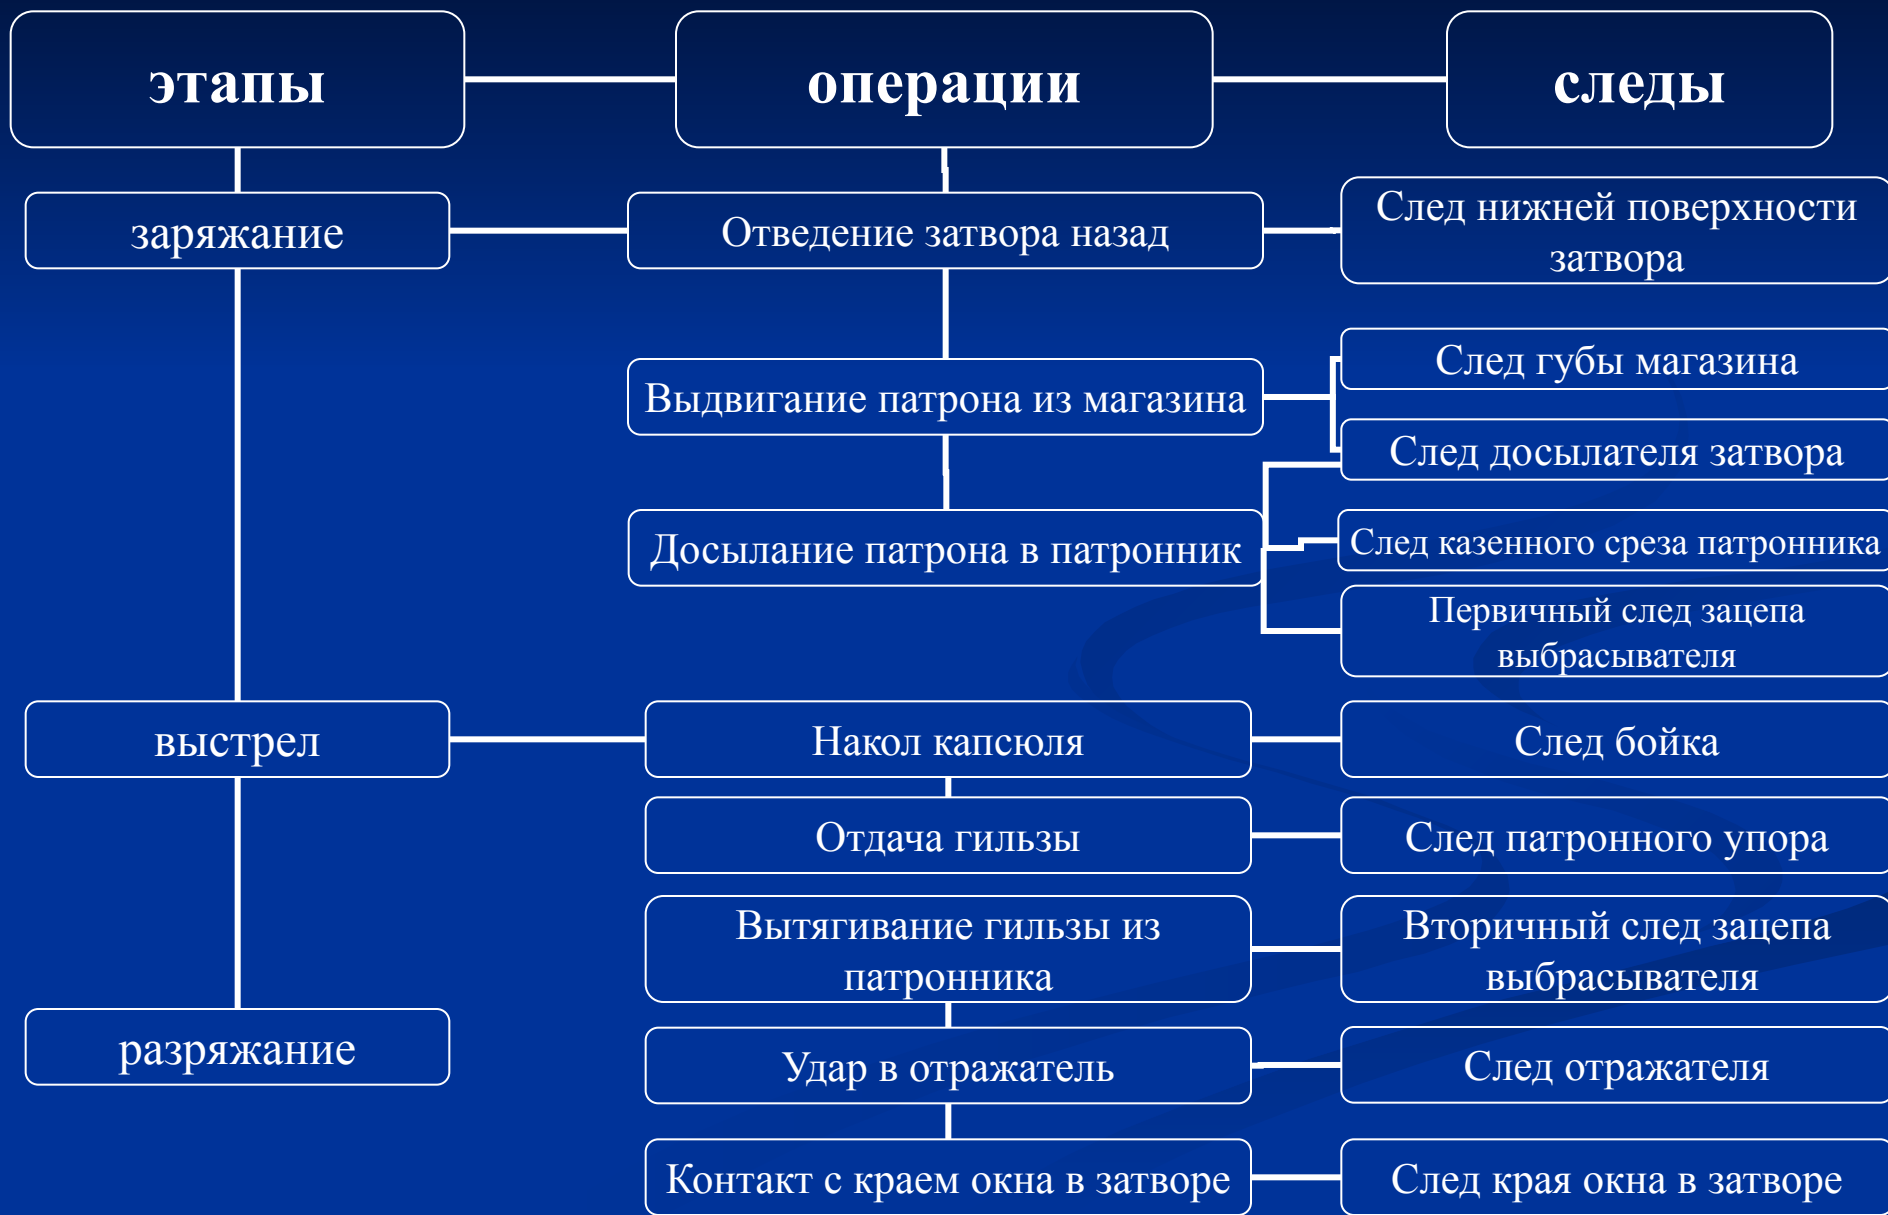 этапы
операции
следы
заряжание
Отведение затвора назад
След нижней поверхности
затвора
Выдвигание патрона из магазина
След губы магазина
След досылателя затвора
Досылание патрона в патронник
След казенного среза патронника
Первичный след зацепа
выбрасывателя
выстрел
Накол капсюля
След бойка
Отдача гильзы
След патронного упора
Вытягивание гильзы из
патронника
Вторичный след зацепа
выбрасывателя
разряжание
Удар в отражатель
След отражателя
Контакт с краем окна в затворе
След края окна в затворе